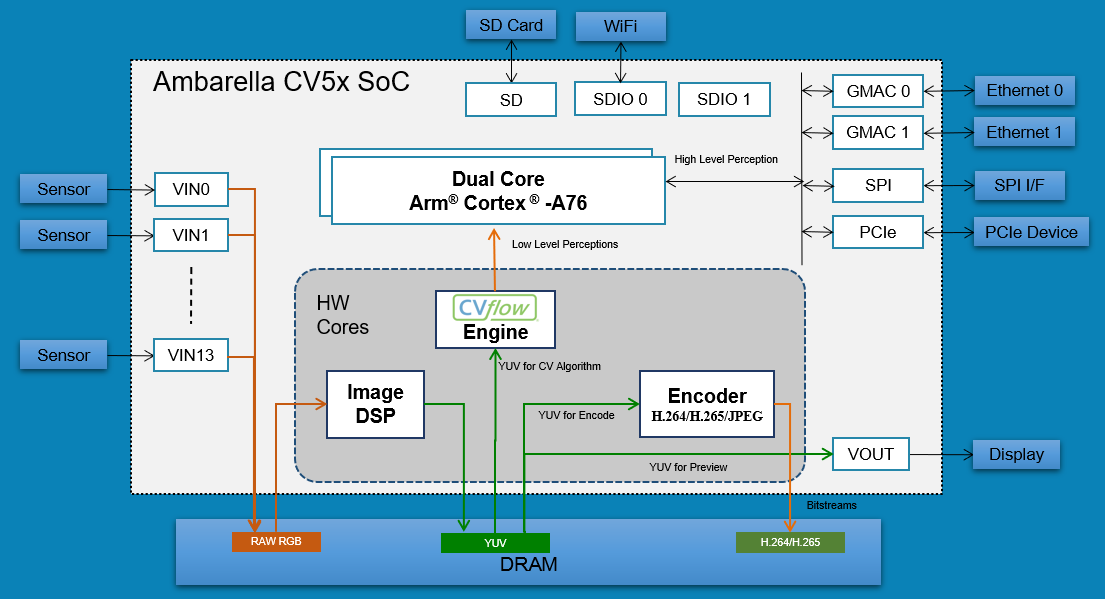 SD Card
WiFi
Ambarella CV5x SoC
SD
SDIO 0
SDIO 1
GMAC 0
Ethernet 0
GMAC 1
Ethernet 1
High Level Perception
Dual Core
Arm® Cortex ® -A76
Sensor
VIN0
SPI
SPI I/F
Sensor
VIN1
PCIe
PCIe Device
Low Level Perceptions
HW
Cores
CVflow
Engine
Sensor
VIN13
YUV for CV Algorithm
Image
DSP
Encoder
H.264/H.265/JPEG
YUV for Encode
VOUT
Display
YUV for Preview
Bitstreams
RAW RGB
YUV
H.264/H.265
DRAM